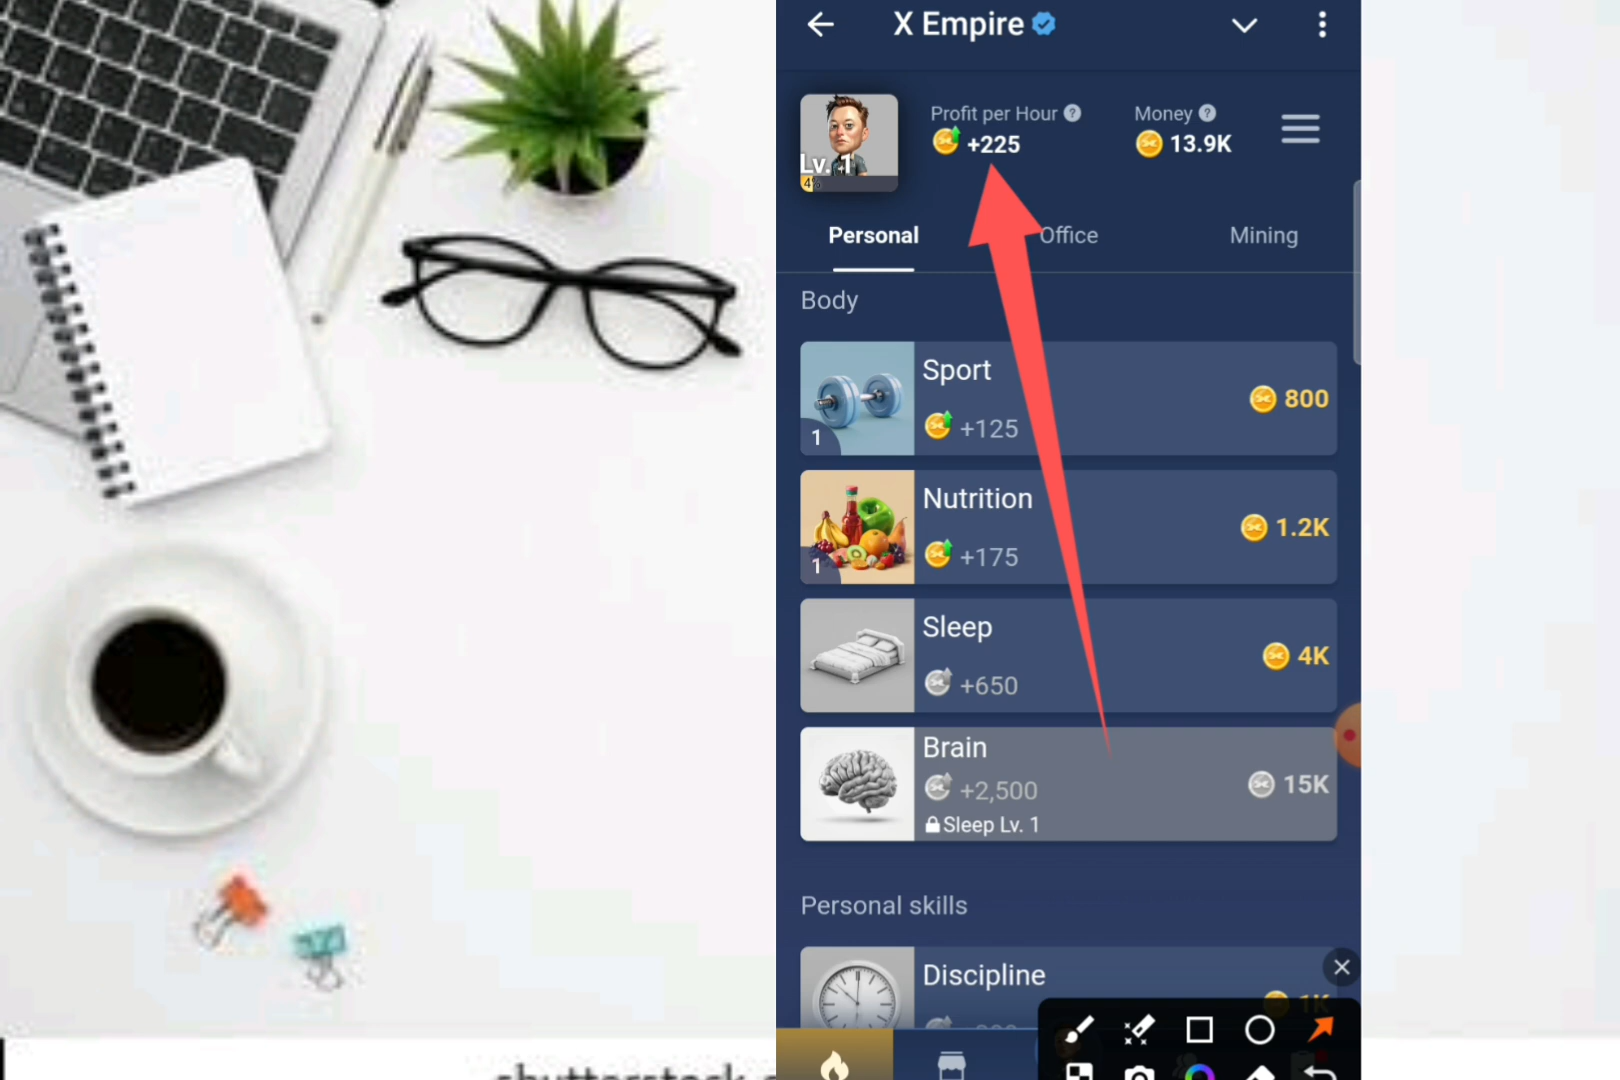 X Empire
Profit per Hour
+225
Money
13.9K
Lv. 1
4%
Personal
Office
Mining
Body
Sport
+125
800
1
Nutrition
+175
1.2K
1
Sleep
+650
4K
Brain
+2,500
15K
Sleep Lv. 1
Personal skills
Discipline
1K